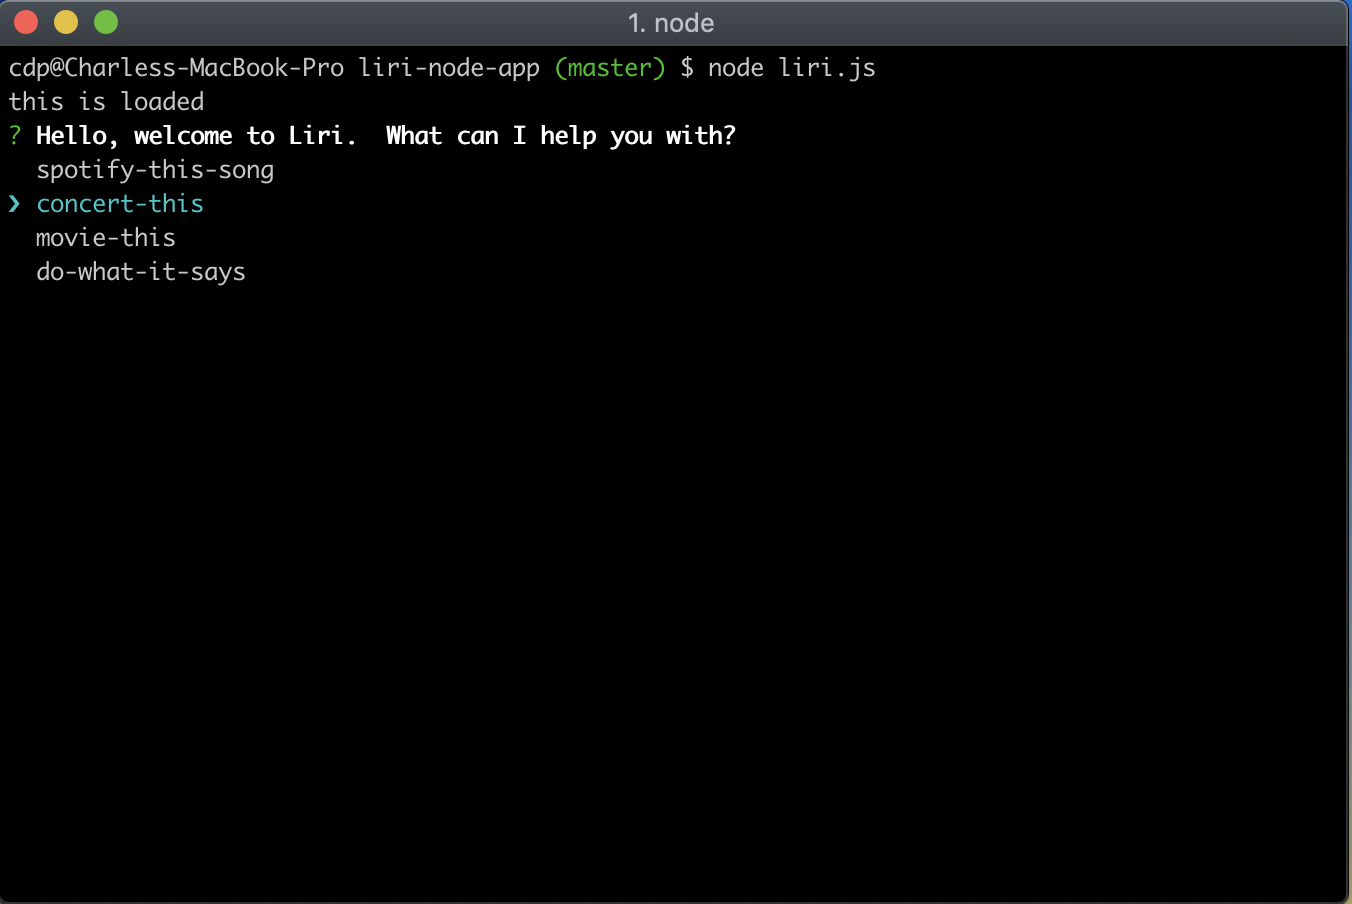 1. node
cdp@Charless-MacBook-Pro liri-node-app (master) $ node liri.js
this is loaded
? Hello, welcome to Liri.  What can I help you with?
  spotify-this-song
❯ concert-this
  movie-this
  do-what-it-says